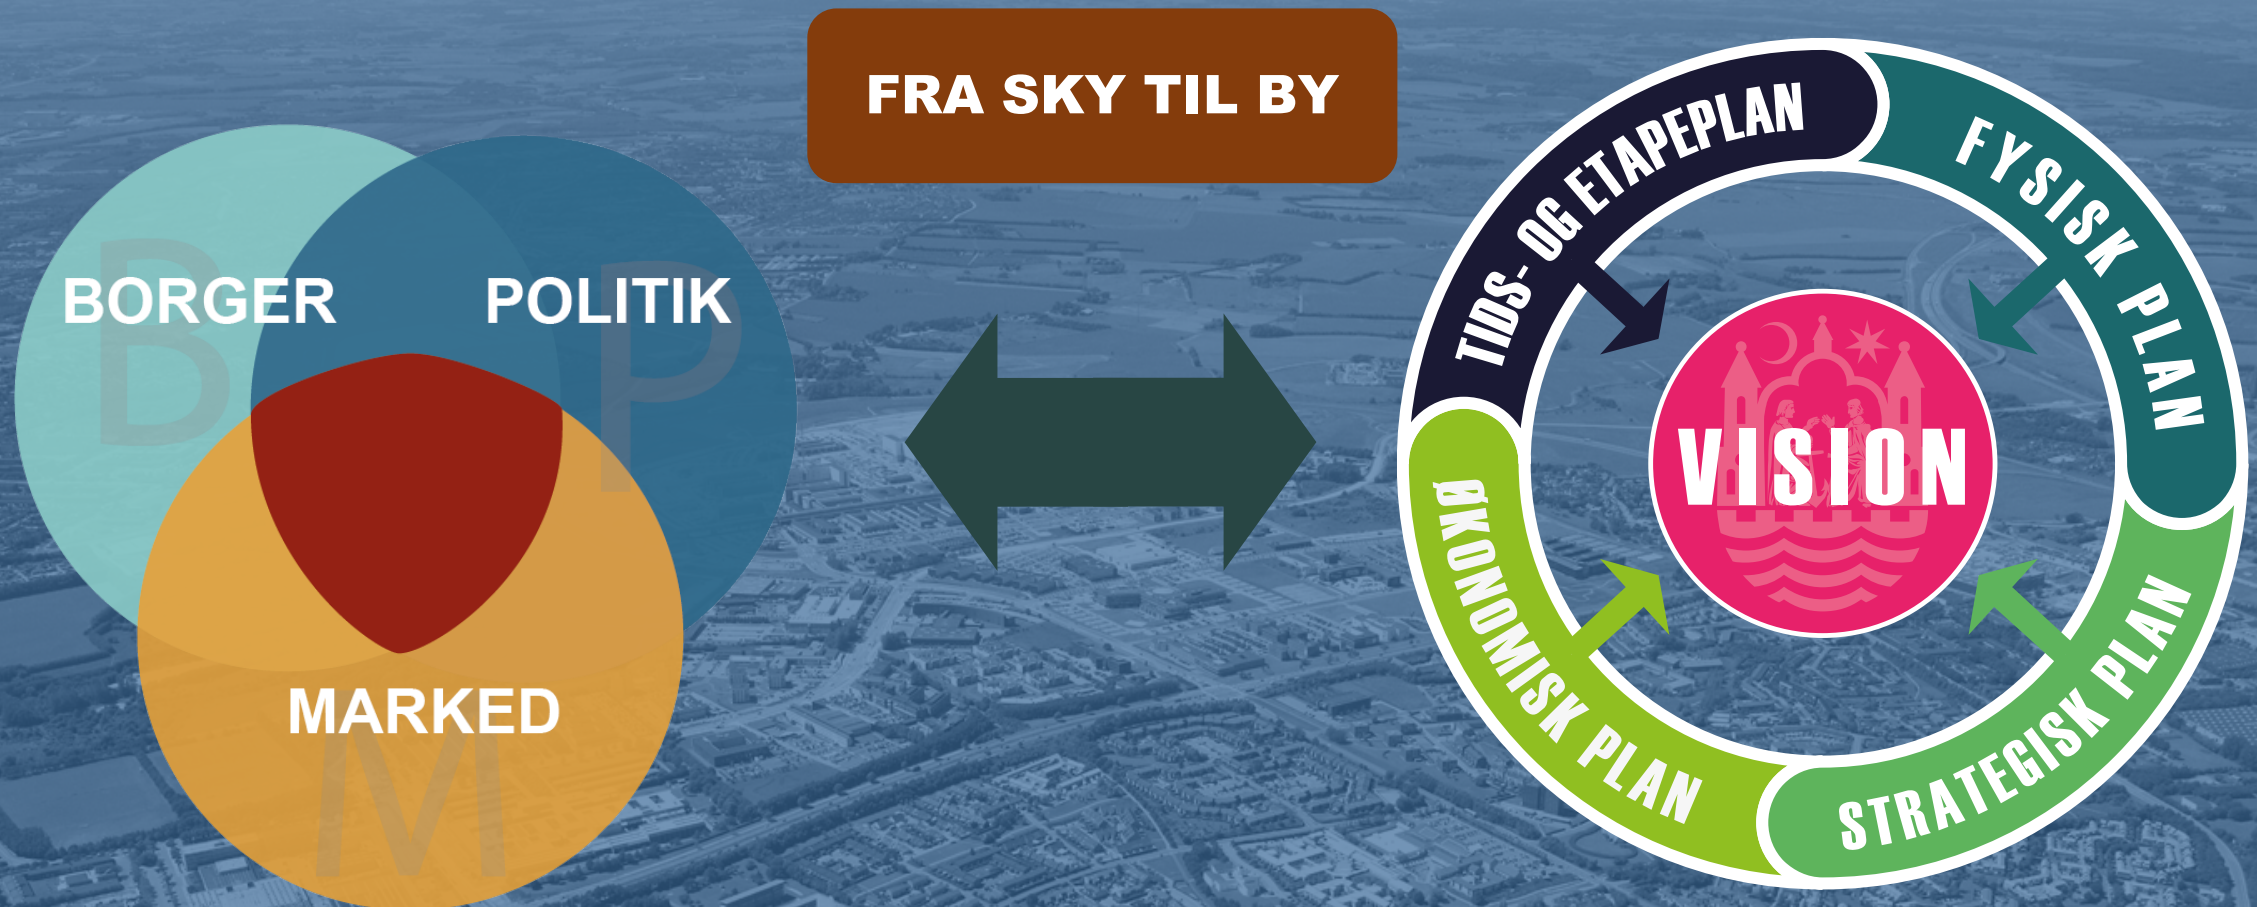 FRA SKY TIL BY
B
BORGER
P
POLITIK
MARKED
M
TIDS- OG ETAPEPLAN
FYSISK PLAN
VISION
ØKONOMISK PLAN
STRATEGISK PLAN